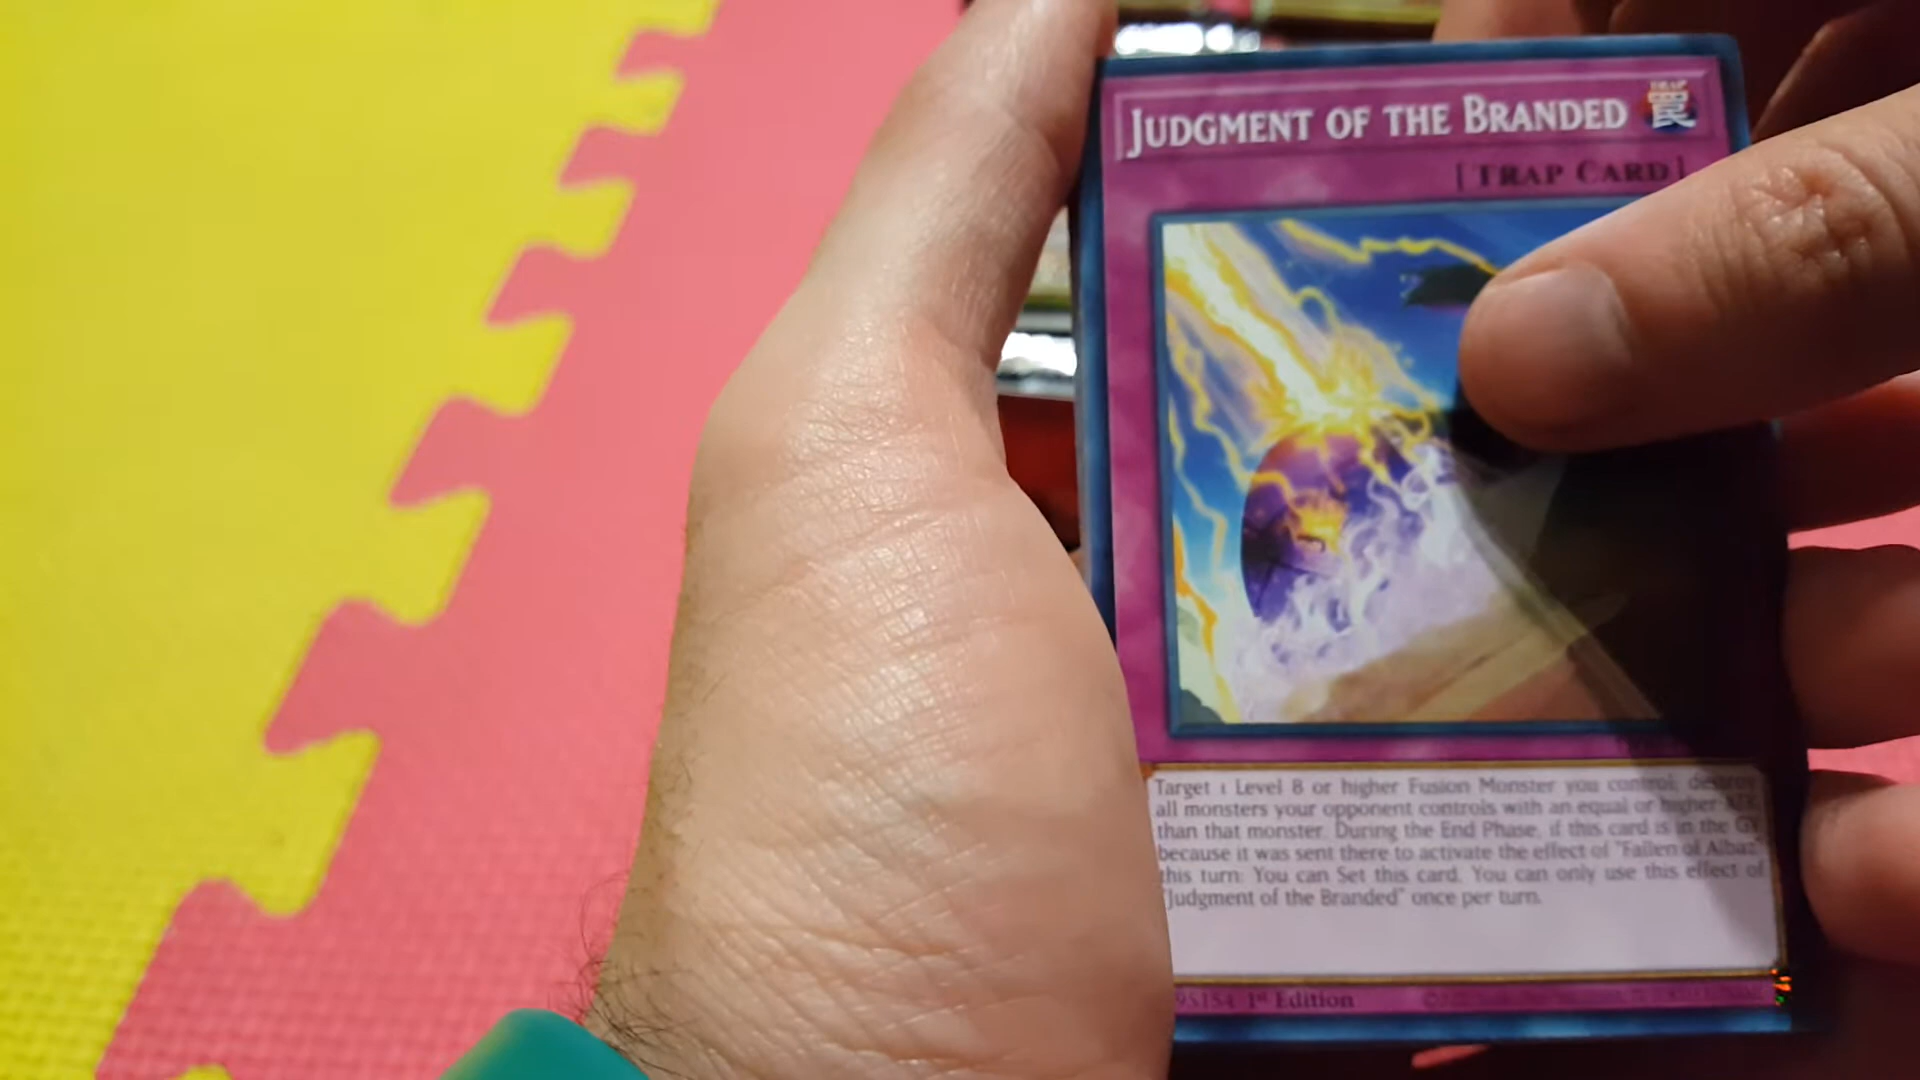 JUDGMENT OF THE BRANDED
TRAP
[TRAP CARD]
Target 1 Level 8 or higher Fusion Monster you control; destroy
all monsters your opponent controls with an equal or higher ATK
than that monster. During the End Phase, if this card is in the GY
because it was sent there to activate the effect of "Fallen of Albaz"
this turn: You can Set this card. You can only use this effect of
"Judgment of the Branded" once per turn.
95154 1st Edition